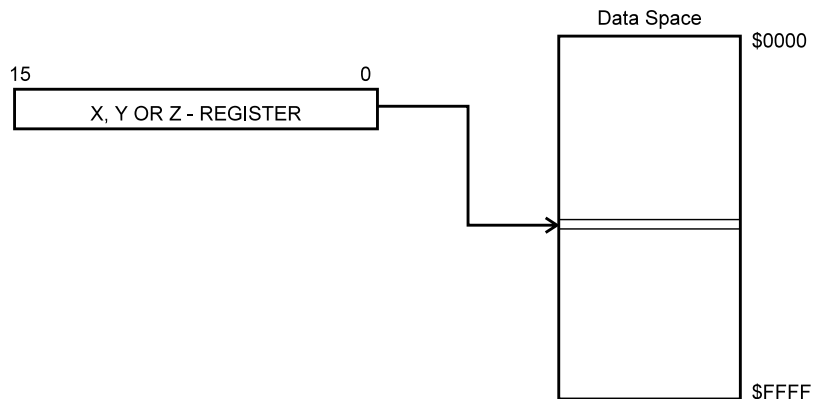 Data Space
$0000
15 0
X, Y OR Z - REGISTER
$FFFF